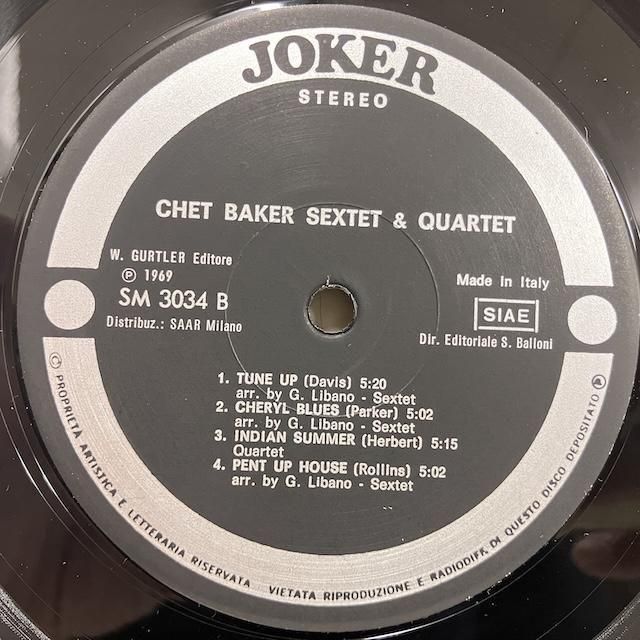 JOKER
STEREO
CHET BAKER SEXTET & QUARTET
W. GURTLER Editore
Ⓟ 1969
SM 3034 B
Distribuz.: SAAR Milano
Made In Italy
SIAE
Dir. Editoriale S. Balloni
1. TUNE UP (Davis) 5:20
arr. by G. Libano - Sextet
2. CHERYL BLUES (Parker) 5:02
arr. by G. Libano - Sextet
3. INDIAN SUMMER (Herbert) 5:15
Quartet
4. PENT UP HOUSE (Rollins) 5:02
arr. by G. Libano - Sextet
© PROPRIETA ARTISTICA E LETTERARIA RISERVATA VIETATA RIPRODUZIONE E RADIODIFF. DI QUESTO DISCO DEPOSITATO Ⓟ